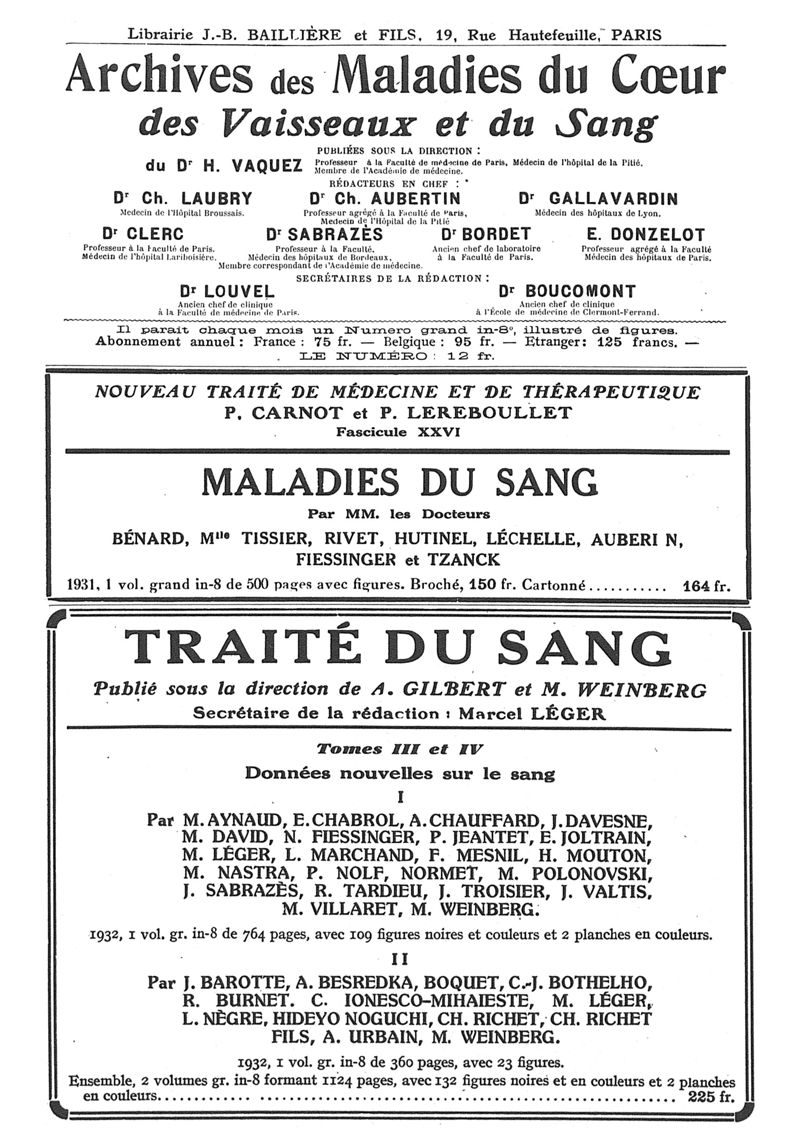 Librairie J.-B. BAILLIÈRE et FILS, 19, Rue Hautefeuille, PARIS
Archives des Maladies du Cœur
des Vaisseaux et du Sang
PUBLIÉES SOUS LA DIRECTION :
du Dr H. VAQUEZ Professeur à la Faculté de médecine de Paris, Médecin de l'hôpital de la Pitié,
Membre de l'Académie de médecine.
RÉDACTEURS EN CHEF :
Dr Ch. LAUBRY Dr Ch. AUBERTIN Dr GALLAVARDIN
Medecin de l'Hôpital Broussais. Professeur agrégé à la Faculté de Paris, Médecin des hôpitaux de Lyon.
Medecin de l'Hôpital de la Pitié
Dr CLERC Dr SABRAZÈS Dr BORDET E. DONZELOT
Professeur à la Faculté de Paris. Professeur à la Faculté, Ancien chef de laboratoire Professeur agrégé à la Faculté
Médecin de l'hôpital Lariboisière. Médecin des hôpitaux de Bordeaux, à la Faculté de Paris. Médecin des hôpitaux de Paris.
Membre correspondant de l'Académie de médecine.
SECRÉTAIRES DE LA RÉDACTION :
Dr LOUVEL Dr BOUCOMONT
Ancien chef de clinique Ancien chef de clinique
à la Faculté de médecine de Paris. à l'École de médecine de Clermont-Ferrand.
Il parait chaque mois un Numero grand in-8°, illustré de figures.
Abonnement annuel : France : 75 fr. — Belgique : 95 fr. — Etranger : 125 francs. —
LE NUMÉRO : 12 fr.
NOUVEAU TRAITÉ DE MÉDECINE ET DE THÉRAPEUTIQUE
P. CARNOT et P. LEREBOULLET
Fascicule XXVI
MALADIES DU SANG
Par MM. les Docteurs
BÉNARD, Mlle TISSIER, RIVET, HUTINEL, LÉCHELLE, AUBERI N,
FIESSINGER et TZANCK
1931, 1 vol. grand in-8 de 500 pages avec figures. Broché, 150 fr. Cartonné........... 164 fr.
TRAITÉ DU SANG
Publié sous la direction de A. GILBERT et M. WEINBERG
Secrétaire de la rédaction : Marcel LÉGER
Tomes III et IV
Données nouvelles sur le sang
I
Par M. AYNAUD, E. CHABROL, A. CHAUFFARD, J. DAVESNE,
M. DAVID, N. FIESSINGER, P. JEANTET, E. JOLTRAIN,
M. LÉGER, L. MARCHAND, F. MESNIL, H. MOUTON,
M. NASTRA, P. NOLF, NORMET, M. POLONOVSKI,
J. SABRAZÈS, R. TARDIEU, J. TROISIER, J. VALTIS,
M. VILLARET, M. WEINBERG.
1932, 1 vol. gr. in-8 de 764 pages, avec 109 figures noires et couleurs et 2 planches en couleurs.
II
Par J. BAROTTE, A. BESREDKA, BOQUET, C.-J. BOTHELHO,
R. BURNET. C. IONESCO-MIHAIESTE, M. LÉGER,
L. NÈGRE, HIDEYO NOGUCHI, CH. RICHET, CH. RICHET
FILS, A. URBAIN, M. WEINBERG.
1932, 1 vol. gr. in-8 de 360 pages, avec 23 figures.
Ensemble, 2 volumes gr. in-8 formant 1124 pages, avec 132 figures noires et en couleurs et 2 planches
en couleurs............ ........................................................ 225 fr.